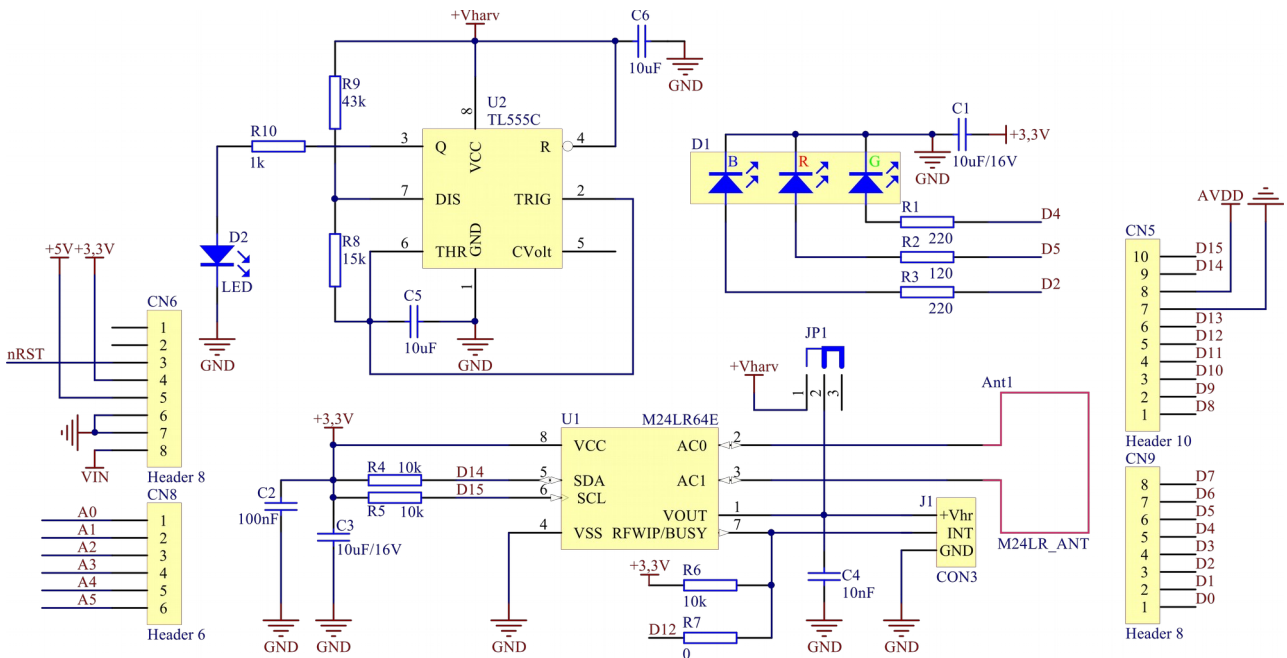 +Vharv
C6
10uF
GND
R9
43k
U2
TL555C
8
R10
1k
3
Q
VCC
R
4
7
DIS
TRIG
2
6
THR
GND
CVolt
5
1
R8
15k
C5
10uF
GND
D2
LED
GND
C1
+3,3V
10uF/16V
GND
D1
B
R
G
R1
220
D4
R2
120
D5
R3
220
D2
AVDD
CN5
10
D15
9
D14
8
7
6
D13
5
D12
4
D11
3
D10
2
D9
1
D8
Header 10
+5V
+3,3V
CN6
1
2
nRST
3
4
5
6
7
8
VIN
Header 8
CN8
A0
1
A1
2
A2
3
A3
4
A4
5
A5
6
Header 6
+3,3V
C2
100nF
GND
C3
10uF/16V
GND
R4
10k
D14
R5
10k
D15
U1
M24LR64E
8
VCC
AC0
2
5
SDA
AC1
3
6
SCL
VOUT
1
4
VSS
RFWIP/BUSY
7
GND
JP1
+Vharv
1
2
3
Ant1
M24LR_ANT
J1
+Vhr
INT
GND
CON3
GND
+3,3V
R6
10k
D12
R7
0
C4
10nF
GND
CN9
8
D7
7
D6
6
D5
5
D4
4
D3
3
D2
2
D1
1
D0
Header 8